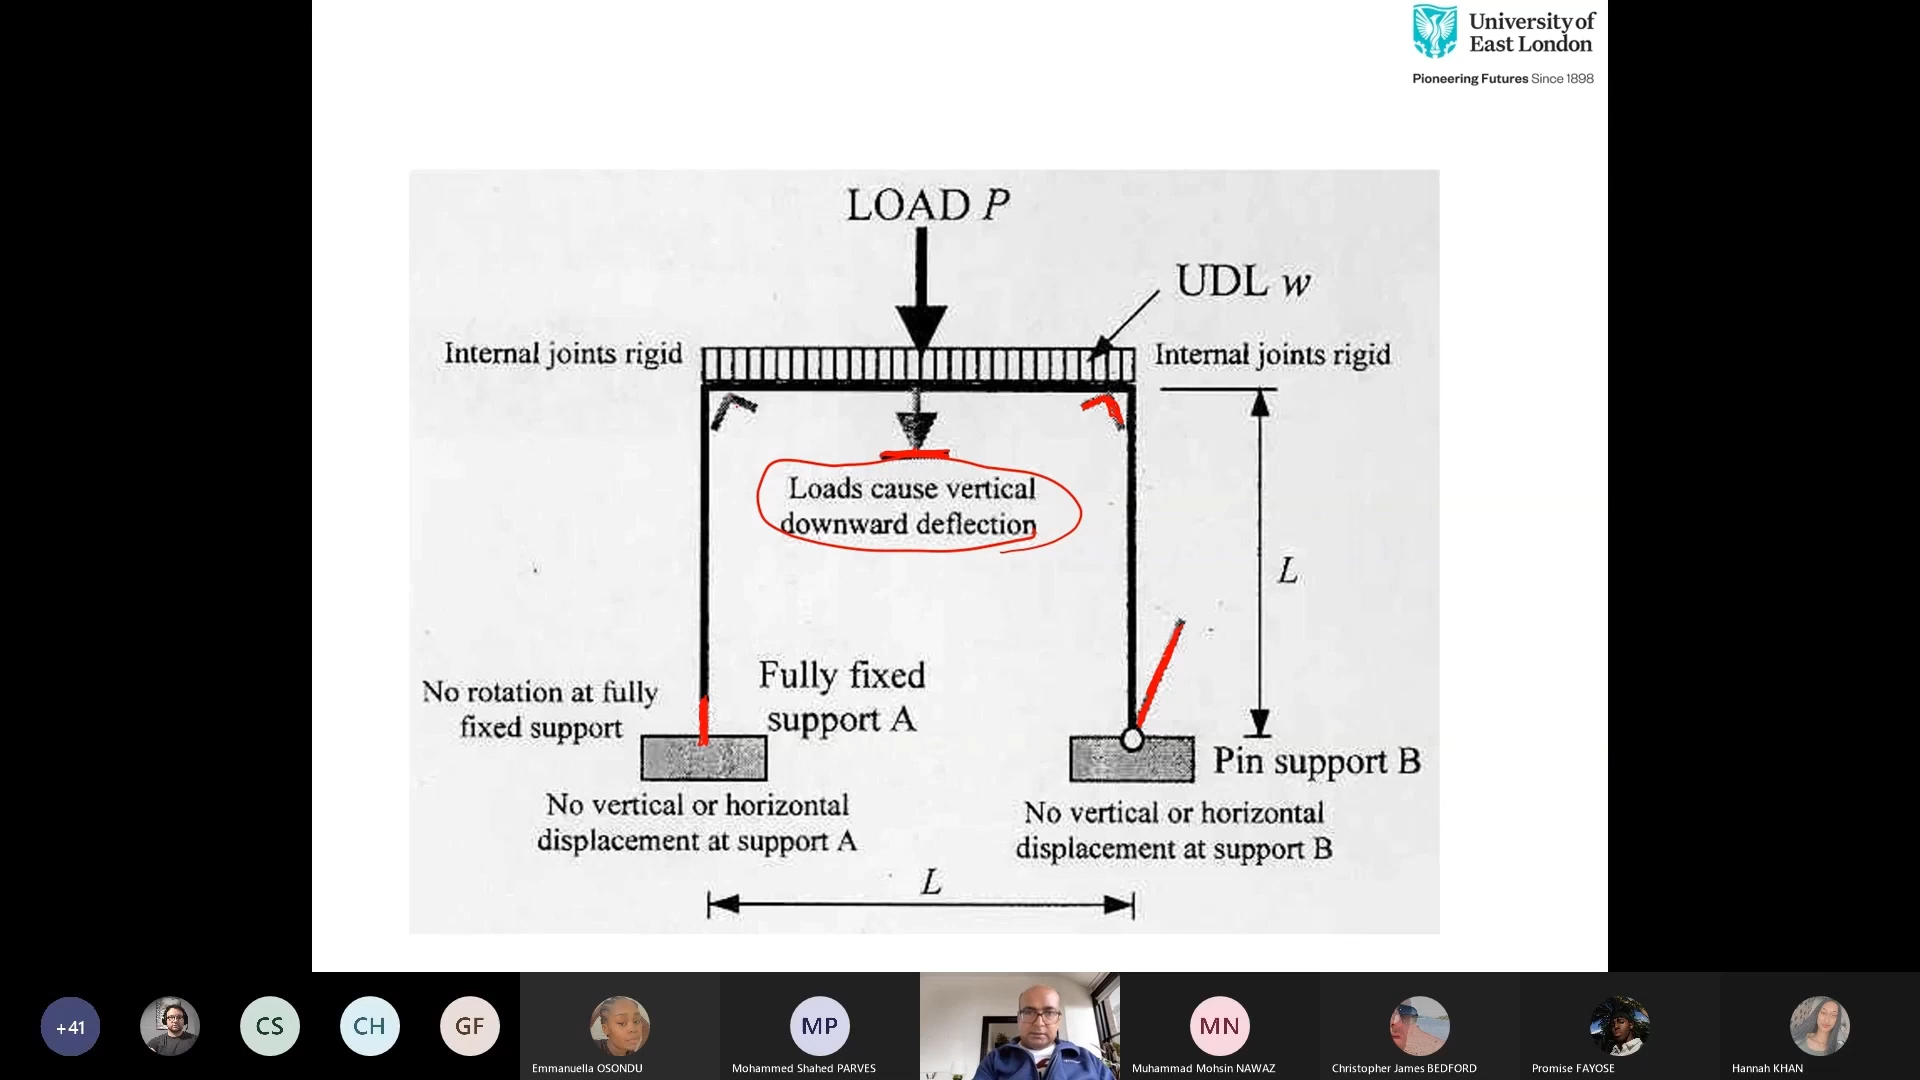 University of
East London
Pioneering Futures Since 1898
LOAD P
UDL w
Internal joints rigid
Internal joints rigid
Loads cause vertical
downward deflection
L
No rotation at fully
fixed support
Fully fixed
support A
Pin support B
No vertical or horizontal
displacement at support A
No vertical or horizontal
displacement at support B
L
+41
CS
CH
GF
Emmanuella OSONDU
MP
Mohammed Shahed PARVES
MN
Muhammad Mohsin NAWAZ
Christopher James BEDFORD
Promise FAYOSE
Hannah KHAN